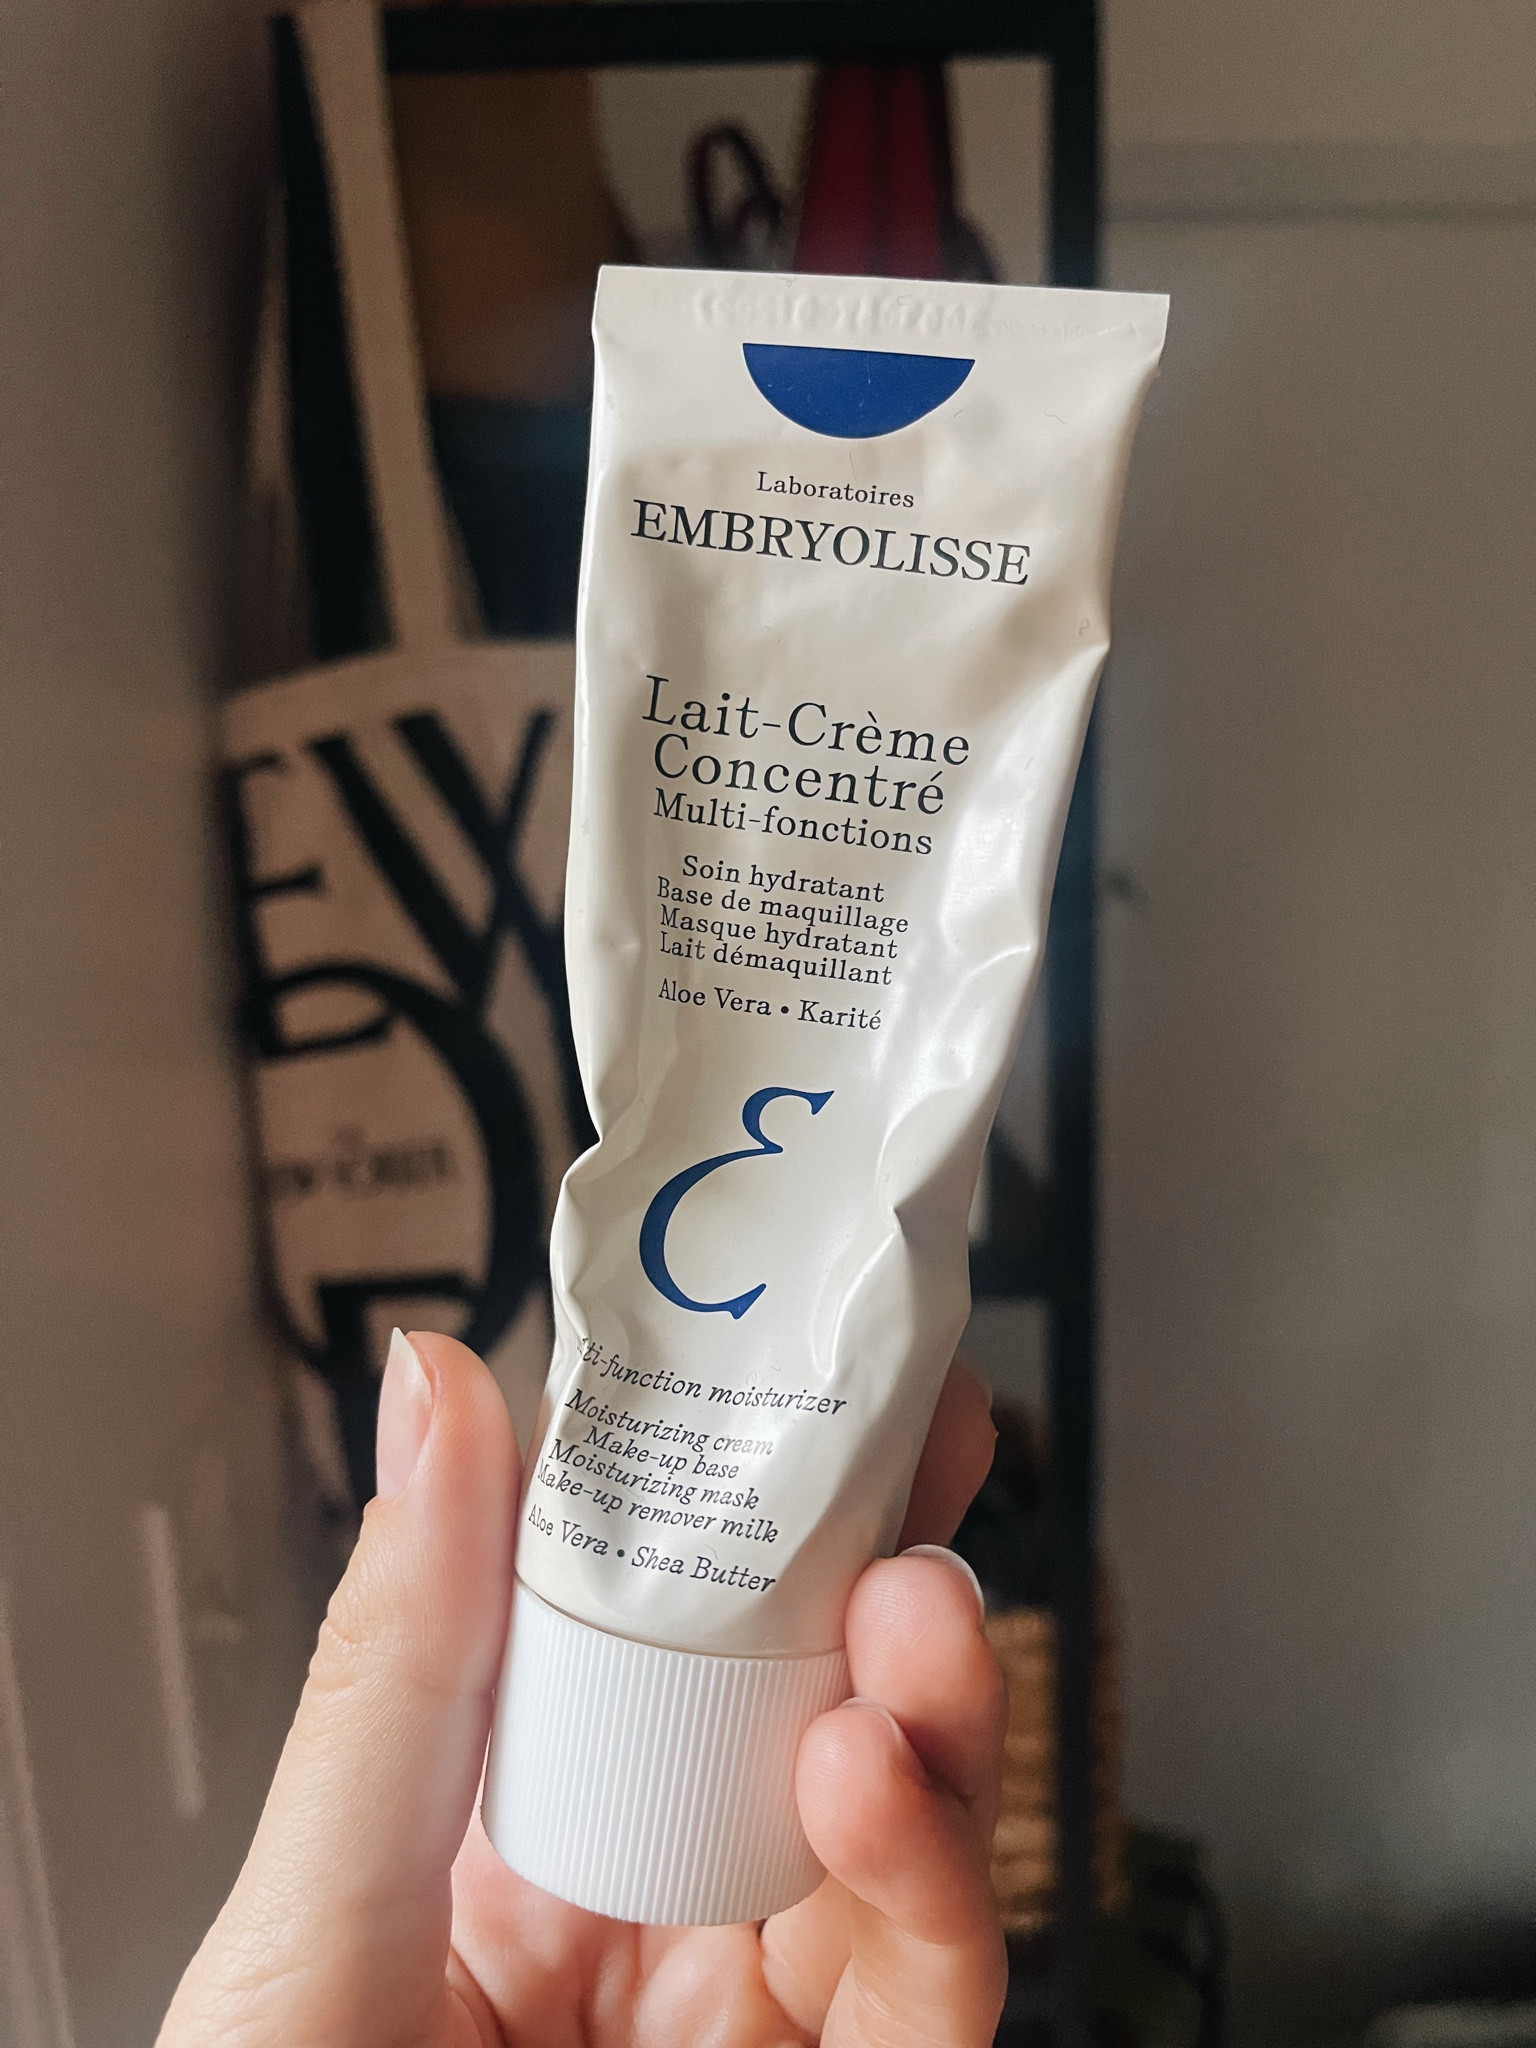 Laboratoires
EMBRYOLISSE
Lait-Crème
Concentré
Multi-fonctions
Soin hydratant
Base de maquillage
Masque hydratant
Lait démaquillant
Aloe Vera • Karité
E
moisturizer
Moisturizing cream
Make-up base
Moisturizing mask
Make-up remover milk
Aloe Vera • Shea Butter